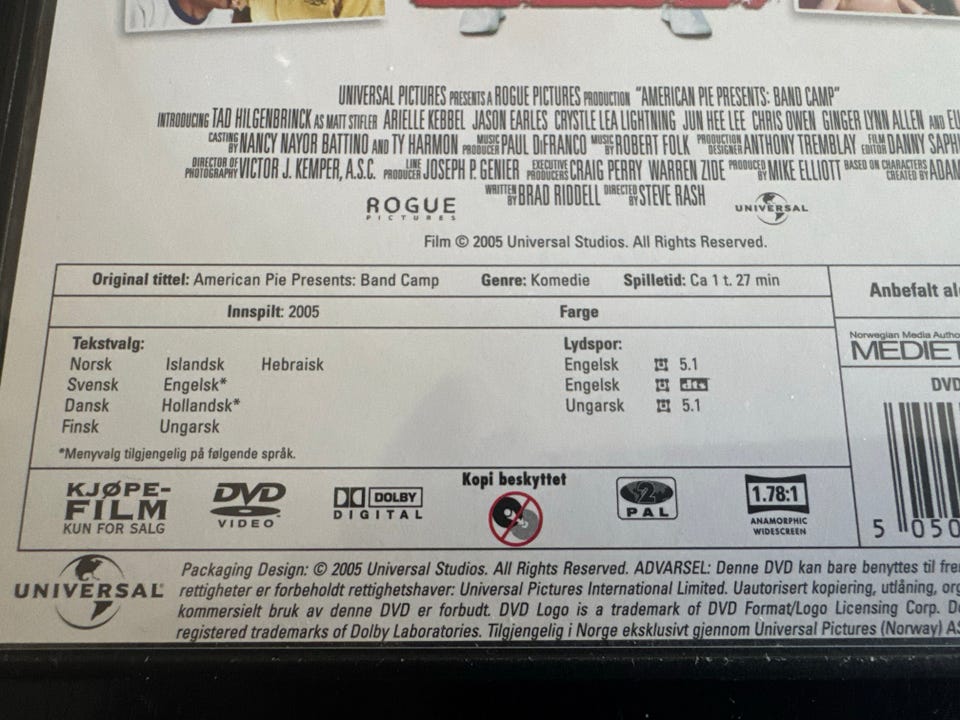 UNIVERSAL PICTURES PRESENTS A ROGUE PICTURES PRODUCTION "AMERICAN PIE PRESENTS: BAND CAMP"
INTRODUCING TAD HILGENBRINCK AS MATT STIFLER ARIELLE KEBBEL JASON EARLES CRYSTLE LEA LIGHTNING JUN HEE LEE CHRIS OWEN GINGER LYNN ALLEN AND EU
CASTING BY NANCY NAYOR BATTINO AND TY HARMON MUSIC PRODUCER PAUL DiFRANCO MUSIC BY ROBERT FOLK PRODUCTION DESIGNER ANTHONY TREMBLAY FILM EDITOR DANNY SAPH
DIRECTOR OF PHOTOGRAPHY VICTOR J. KEMPER, A.S.C. LINE PRODUCER JOSEPH P. GENIER EXECUTIVE PRODUCERS CRAIG PERRY WARREN ZIDE PRODUCED BY MIKE ELLIOTT BASED ON CHARACTERS CREATED BY ADAM
WRITTEN BY BRAD RIDDELL DIRECTED BY STEVE RASH
ROGUE
PICTURES
UNIVERSAL
Film © 2005 Universal Studios. All Rights Reserved.
Original tittel: American Pie Presents: Band Camp Genre: Komedie Spilletid: Ca 1 t. 27 min
Anbefalt al
Innspilt: 2005 Farge
Tekstvalg: Lydspor:
Norsk Islandsk Hebraisk Engelsk 5.1
Svensk Engelsk* Engelsk dts
Dansk Hollandsk* Ungarsk 5.1
Finsk Ungarsk
*Menyvalg tilgjengelig på følgende språk.
Norwegian Media Autho
MEDIET
DVD
5 050
KJØPE-
FILM
KUN FOR SALG
DVD
VIDEO
DOLBY
DIGITAL
Kopi beskyttet
2
PAL
1.78:1
ANAMORPHIC
WIDESCREEN
UNIVERSAL
Packaging Design: © 2005 Universal Studios. All Rights Reserved. ADVARSEL: Denne DVD kan bare benyttes til fre
rettigheter er forbeholdt rettighetshaver: Universal Pictures International Limited. Uautorisert kopiering, utlåning, org
kommersielt bruk av denne DVD er forbudt. DVD Logo is a trademark of DVD Format/Logo Licensing Corp. Do
registered trademarks of Dolby Laboratories. Tilgjengelig i Norge eksklusivt gjennom Universal Pictures (Norway) AS